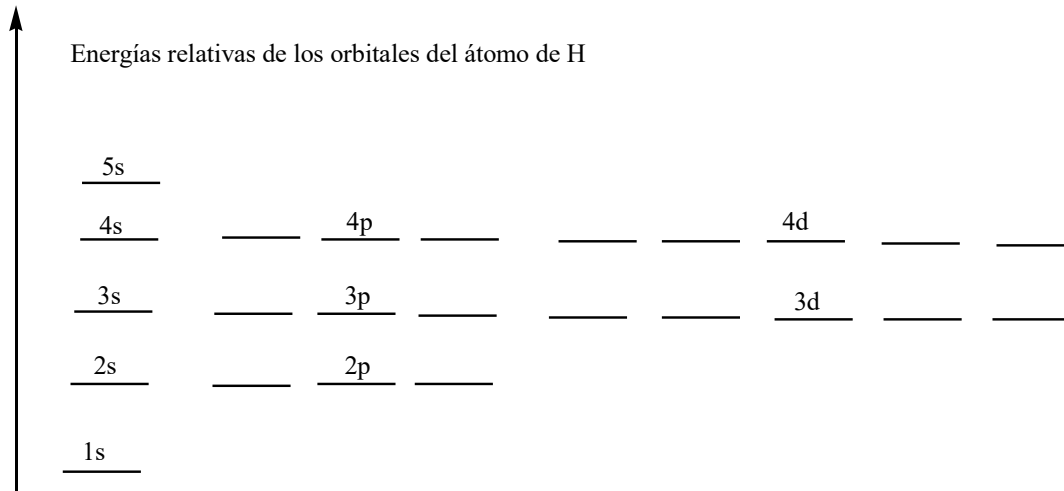 Energías relativas de los orbitales del átomo de H
5s
4s 4p 4d
3s 3p 3d
2s 2p
1s